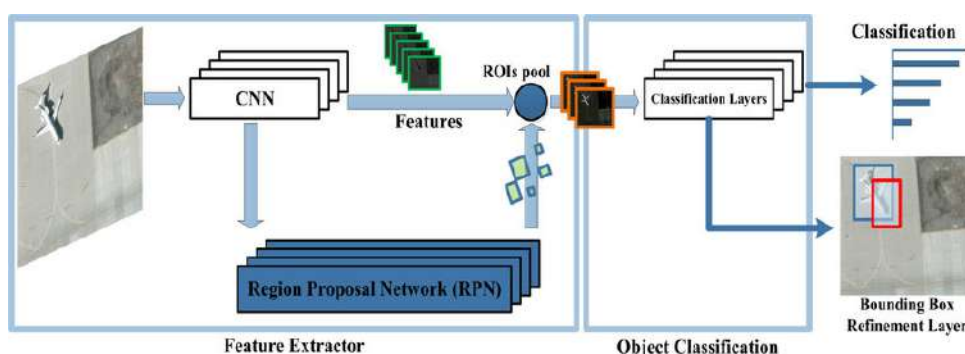 Classification
ROIs pool
CNN
Classification Layers
Features
Region Proposal Network (RPN)
Bounding Box
Refinement Layer
Feature Extractor
Object Classification